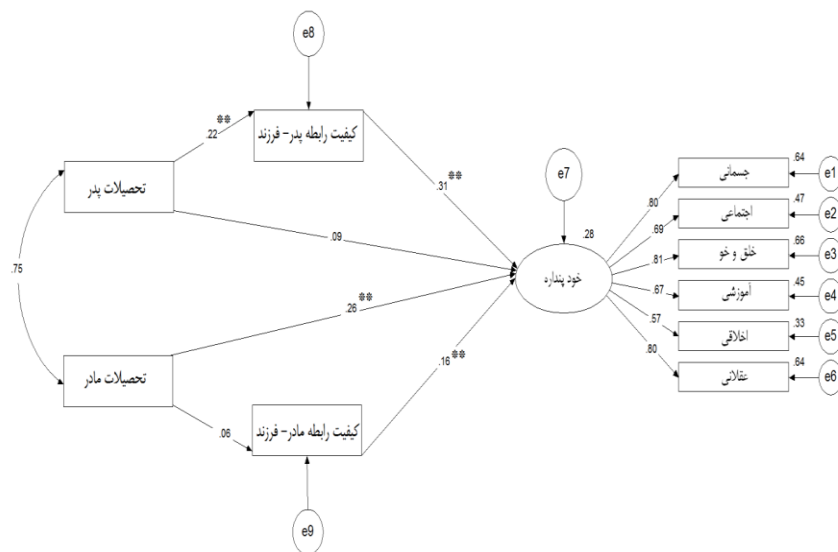 e8
کیفیت رابطه پدر- فرزند
.22**
تحصیلات پدر
.31**
e7
.09
.28
.75
خود پنداره
.26**
تحصیلات مادر
.16**
.06
کیفیت رابطه مادر- فرزند
e9
.80
جسمانی
.64
e1
.69
اجتماعی
.47
e2
.81
خلق و خو
.66
e3
.67
آموزشی
.45
e4
.57
اخلاقی
.33
e5
.80
عقلانی
.64
e6